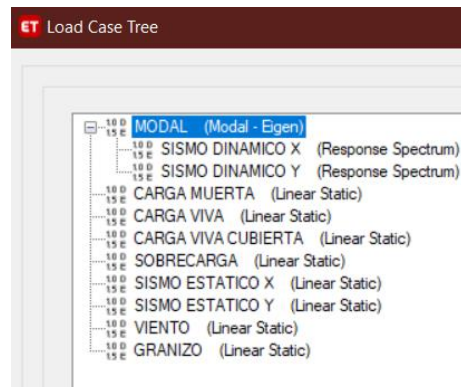 ET Load Case Tree
MODAL (Modal - Eigen)
SISMO DINAMICO X (Response Spectrum)
SISMO DINAMICO Y (Response Spectrum)
CARGA MUERTA (Linear Static)
CARGA VIVA (Linear Static)
CARGA VIVA CUBIERTA (Linear Static)
SOBRECARGA (Linear Static)
SISMO ESTATICO X (Linear Static)
SISMO ESTATICO Y (Linear Static)
VIENTO (Linear Static)
GRANIZO (Linear Static)